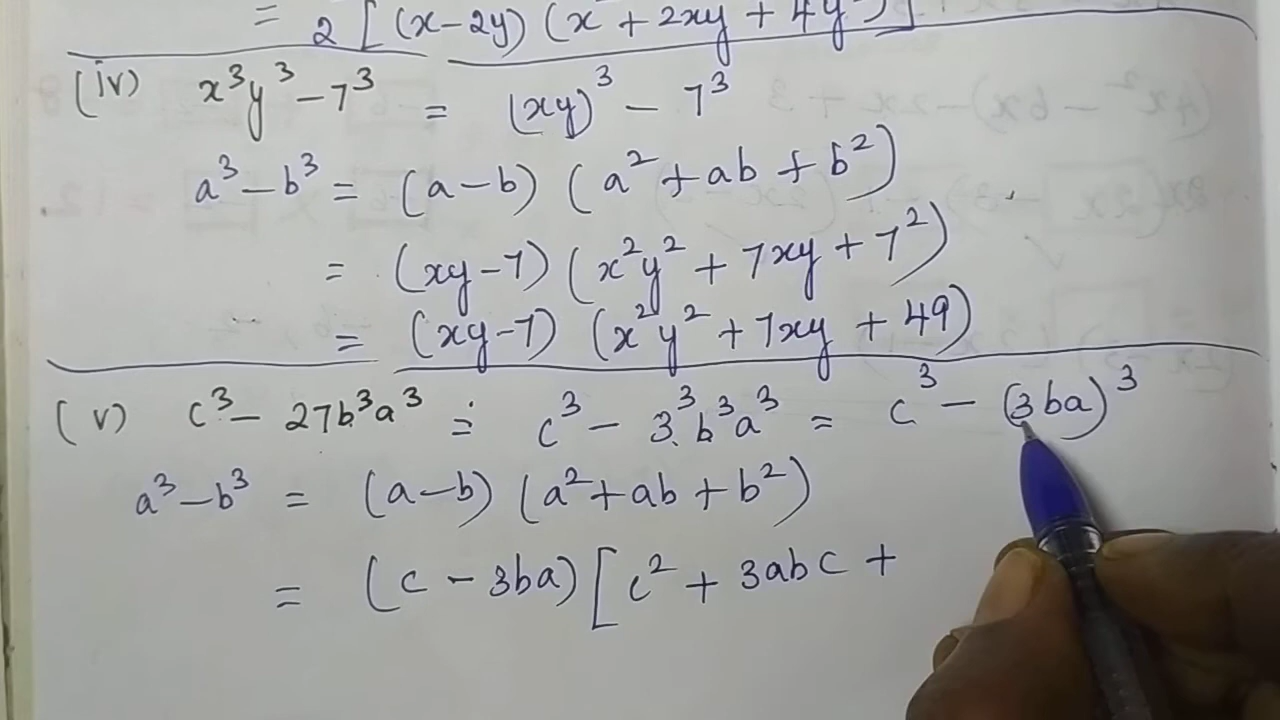 = 2 [(x-2y) (x² + 2xy + 4y²)]
(iv) x³y³ - 7³ = (xy)³ - 7³
a³ - b³ = (a-b) (a² + ab + b²)
= (xy-7) (x²y² + 7xy + 7²)
= (xy-7) (x²y² + 7xy + 49)
(v) c³ - 27b³a³ = c³ - 3³b³a³ = c³ - (3ba)³
a³ - b³ = (a-b) (a² + ab + b²)
= (c - 3ba) [c² + 3abc +